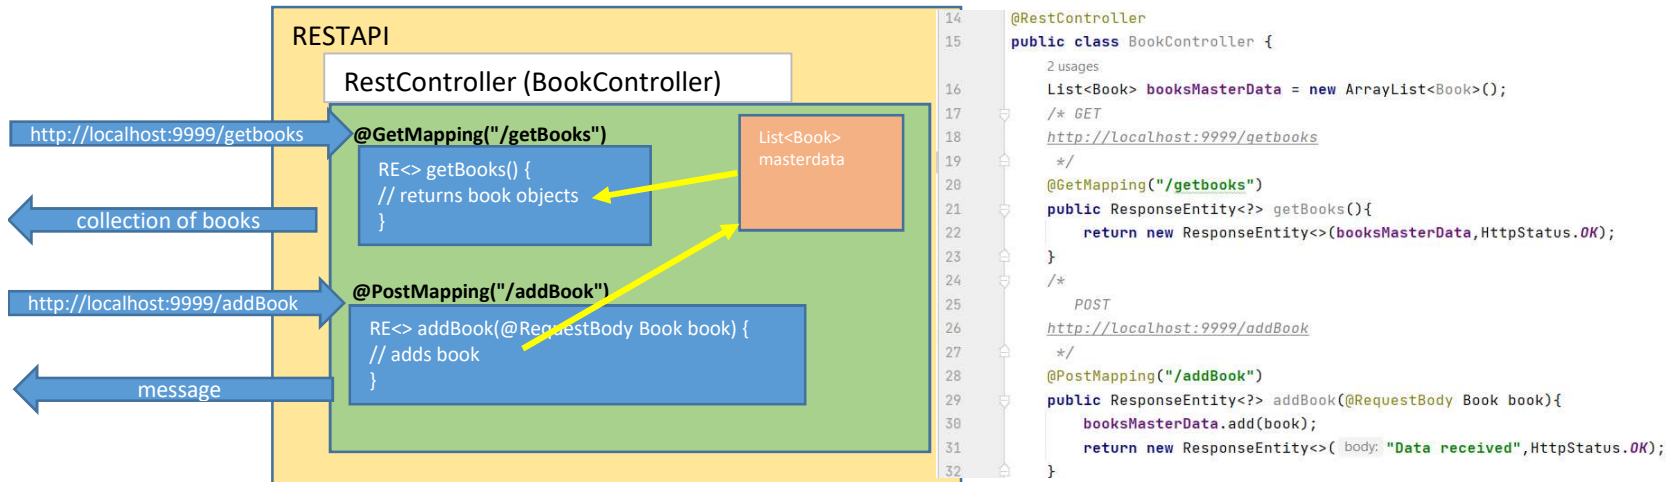 RESTAPI
RestController (BookController)
http://localhost:9999/getbooks
@GetMapping("/getBooks")
RE<> getBooks() {
// returns book objects
}
List<Book>
masterdata
collection of books
http://localhost:9999/addBook
@PostMapping("/addBook")
RE<> addBook(@RequestBody Book book) {
// adds book
}
message
14 @RestController
15 public class BookController {
2 usages
16 List<Book> booksMasterData = new ArrayList<Book>();
17 /* GET
18 http://localhost:9999/getbooks
19 */
20 @GetMapping("/getbooks")
21 public ResponseEntity<?> getBooks(){
22 return new ResponseEntity<>(booksMasterData,HttpStatus.OK);
23 }
24 /*
25 POST
26 http://localhost:9999/addBook
27 */
28 @PostMapping("/addBook")
29 public ResponseEntity<?> addBook(@RequestBody Book book){
30 booksMasterData.add(book);
31 return new ResponseEntity<>( body: "Data received",HttpStatus.OK);
32 }